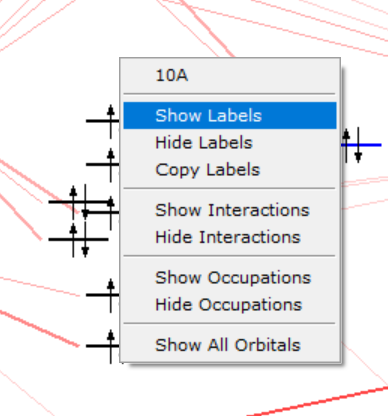 10A
Show Labels
Hide Labels
Copy Labels
Show Interactions
Hide Interactions
Show Occupations
Hide Occupations
Show All Orbitals